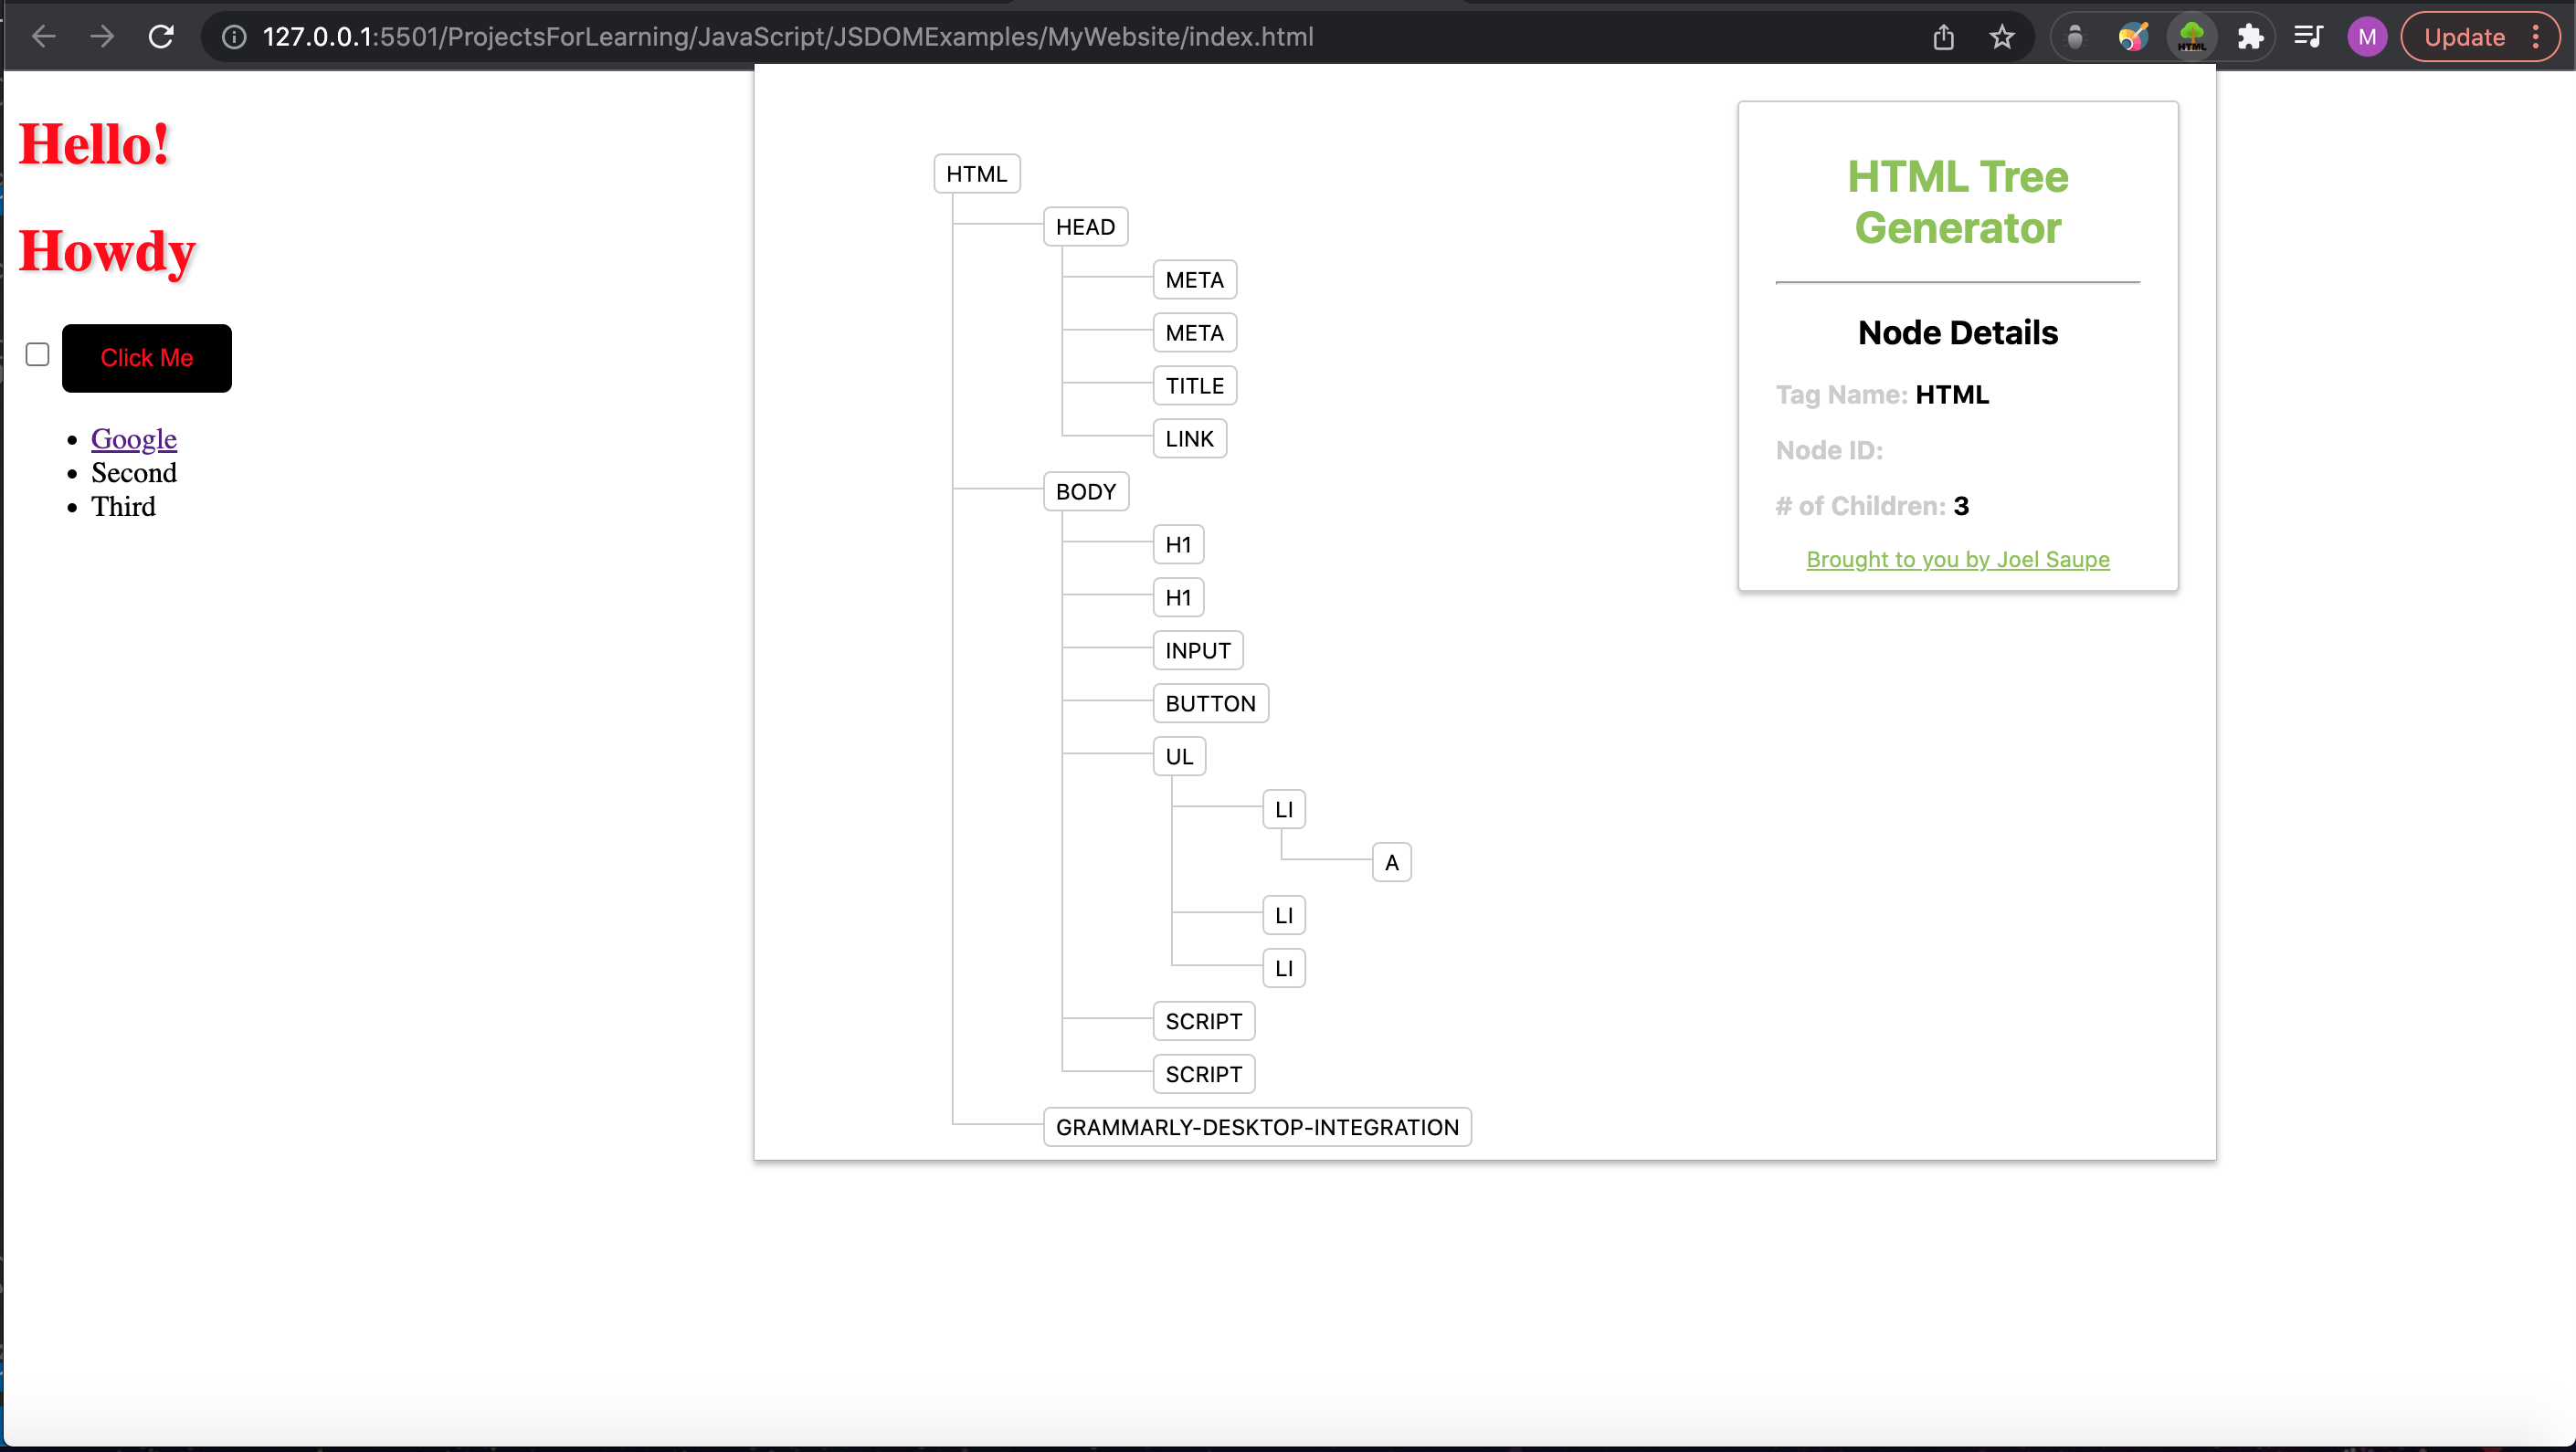 127.0.0.1:5501/ProjectsForLearning/JavaScript/JSDOMExamples/MyWebsite/index.html
HTML
M
Update
Hello!
Howdy
Click Me
Google
Second
Third
HTML
HEAD
META
META
TITLE
LINK
BODY
H1
H1
INPUT
BUTTON
UL
LI
A
LI
LI
SCRIPT
SCRIPT
GRAMMARLY-DESKTOP-INTEGRATION
HTML Tree
Generator
Node Details
Tag Name: HTML
Node ID:
# of Children: 3
Brought to you by Joel Saupe